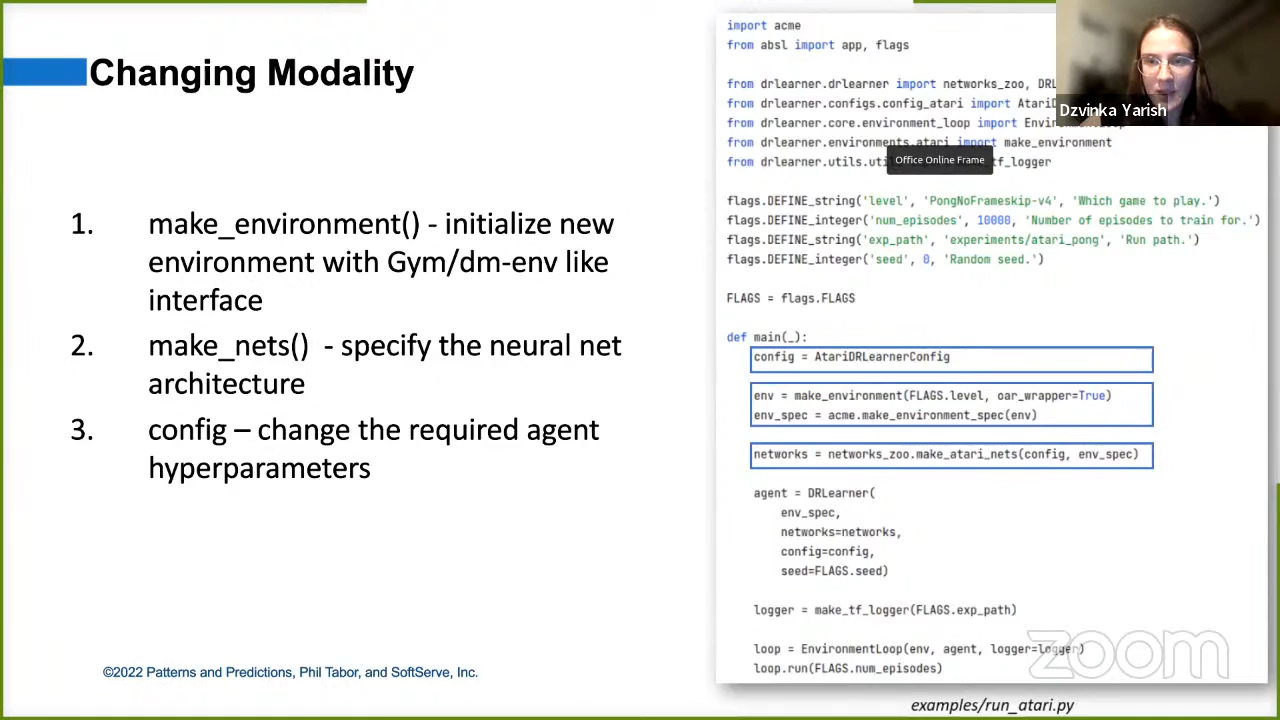 Changing Modality
1. make_environment() - initialize new
environment with Gym/dm-env like
interface
2. make_nets() - specify the neural net
architecture
3. config – change the required agent
hyperparameters
©2022 Patterns and Predictions, Phil Tabor, and SoftServe, Inc.
import acme
from absl import app, flags
from drlearner.drlearner import networks_zoo,
from drlearner.configs.config_atari import
from drlearner.core.environment_loop import
from drlearner.environments.atari import make_environment
from drlearner.utils.
Dzvinka Yarish
Office Online Frame
flags.DEFINE_string('level', 'PongNoFrameskip-v4', 'Which game to play.')
flags.DEFINE_integer('num_episodes', 10000, 'Number of episodes to train for.')
flags.DEFINE_string('exp_path', 'experiments/atari_pong', 'Run path.')
flags.DEFINE_integer('seed', 0, 'Random seed.')
FLAGS = flags.FLAGS
def main(_):
config = AtariDRLearnerConfig
env = make_environment(FLAGS.level, oar_wrapper=True)
env_spec = acme.make_environment_spec(env)
networks = networks_zoo.make_atari_nets(config, env_spec)
agent = DRLearner(
env_spec,
networks=networks,
config=config,
seed=FLAGS.seed)
logger = make_tf_logger(FLAGS.exp_path)
loop = EnvironmentLoop(env, agent, logger=logger)
loop.run(FLAGS.num_episodes)
zoom
examples/run_atari.py